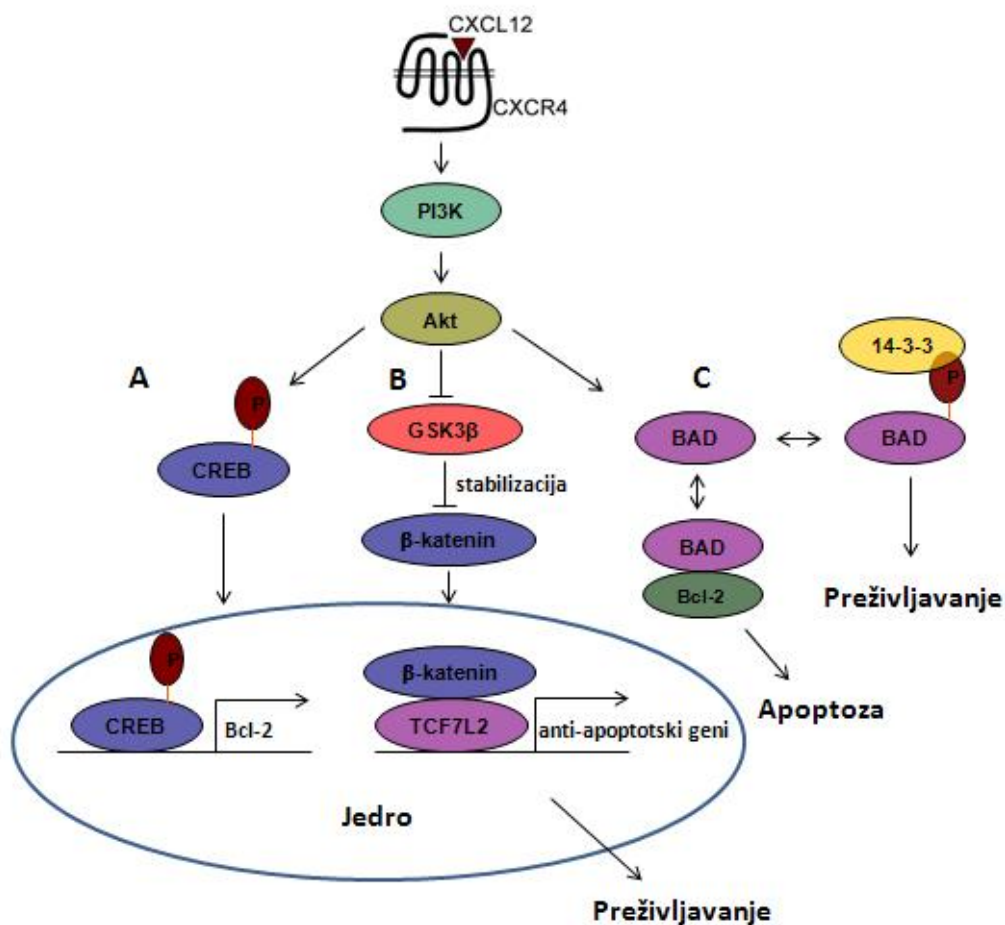 CXCL12
CXCR4
PI3K
Akt
A
P
CREB
B
GSK3β
stabilizacija
β-katenin
C
BAD
14-3-3
P
BAD
BAD
Bcl-2
Preživljavanje
Apoptoza
P
CREB
Bcl-2
β-katenin
TCF7L2
anti-apoptotski geni
Jedro
Preživljavanje